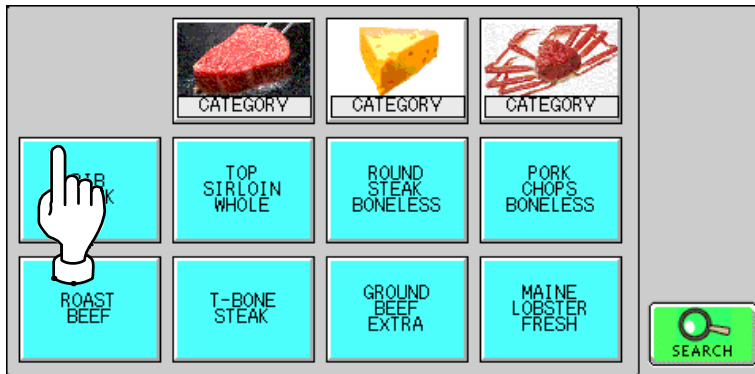 CATEGORY
CATEGORY
CATEGORY
TOP
SIRLOIN
WHOLE
ROUND
STEAK
BONELESS
PORK
CHOPS
BONELESS
ROAST
BEEF
T-BONE
STEAK
GROUND
BEEF
EXTRA
MAINE
LOBSTER
FRESH
SEARCH